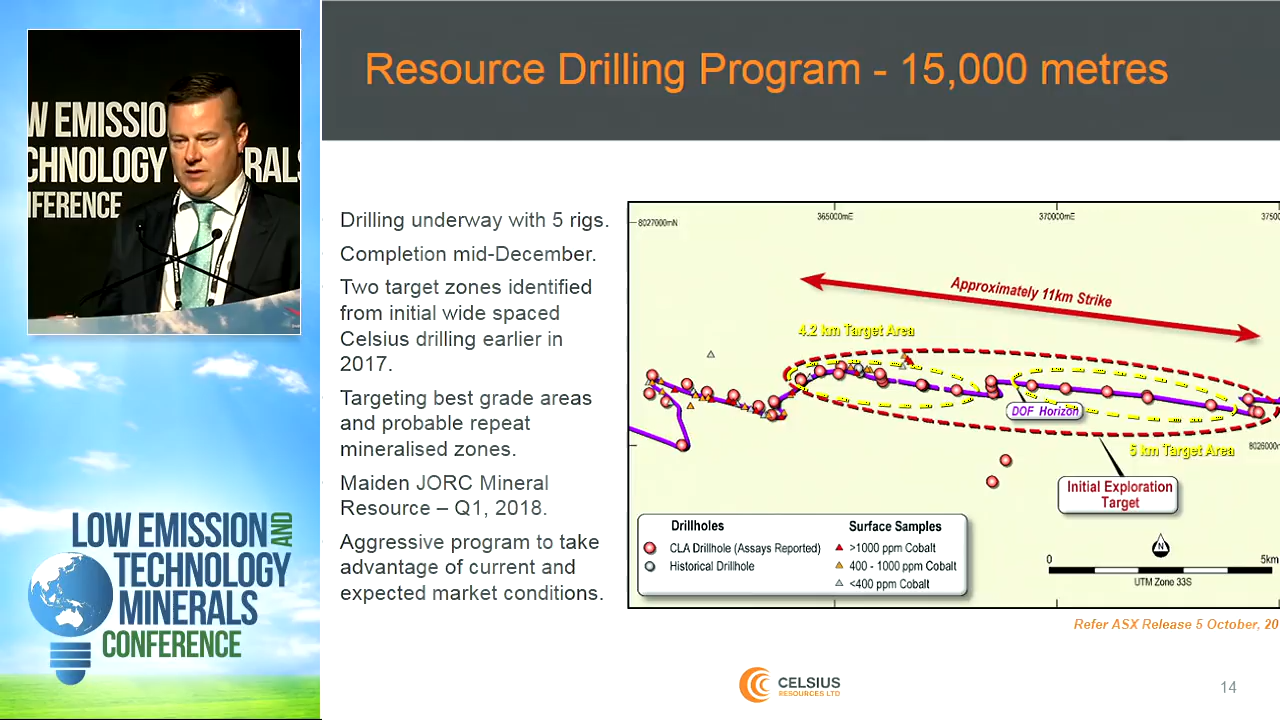 W EMISSIO
CHNOLOGY
RALS
NFERENCE
LOW EMISSION AND
TECHNOLOGY
MINERALS
CONFERENCE
Resource Drilling Program - 15,000 metres
Drilling underway with 5 rigs.
Completion mid-December.
Two target zones identified
from initial wide spaced
Celsius drilling earlier in
2017.
Targeting best grade areas
and probable repeat
mineralised zones.
Maiden JORC Mineral
Resource – Q1, 2018.
Aggressive program to take
advantage of current and
expected market conditions.
8027000mN
365000mE
370000mE
37500
Approximately 11km Strike
4.2 km Target Area
DOF Horizon
5 km Target Area
8026000m
Initial Exploration
Target
Drillholes
CLA Drillhole (Assays Reported)
Historical Drillhole
Surface Samples
>1000 ppm Cobalt
400 - 1000 ppm Cobalt
<400 ppm Cobalt
N
0
5km
UTM Zone 33S
Refer ASX Release 5 October, 20
CELSIUS
RESOURCES LTD
14